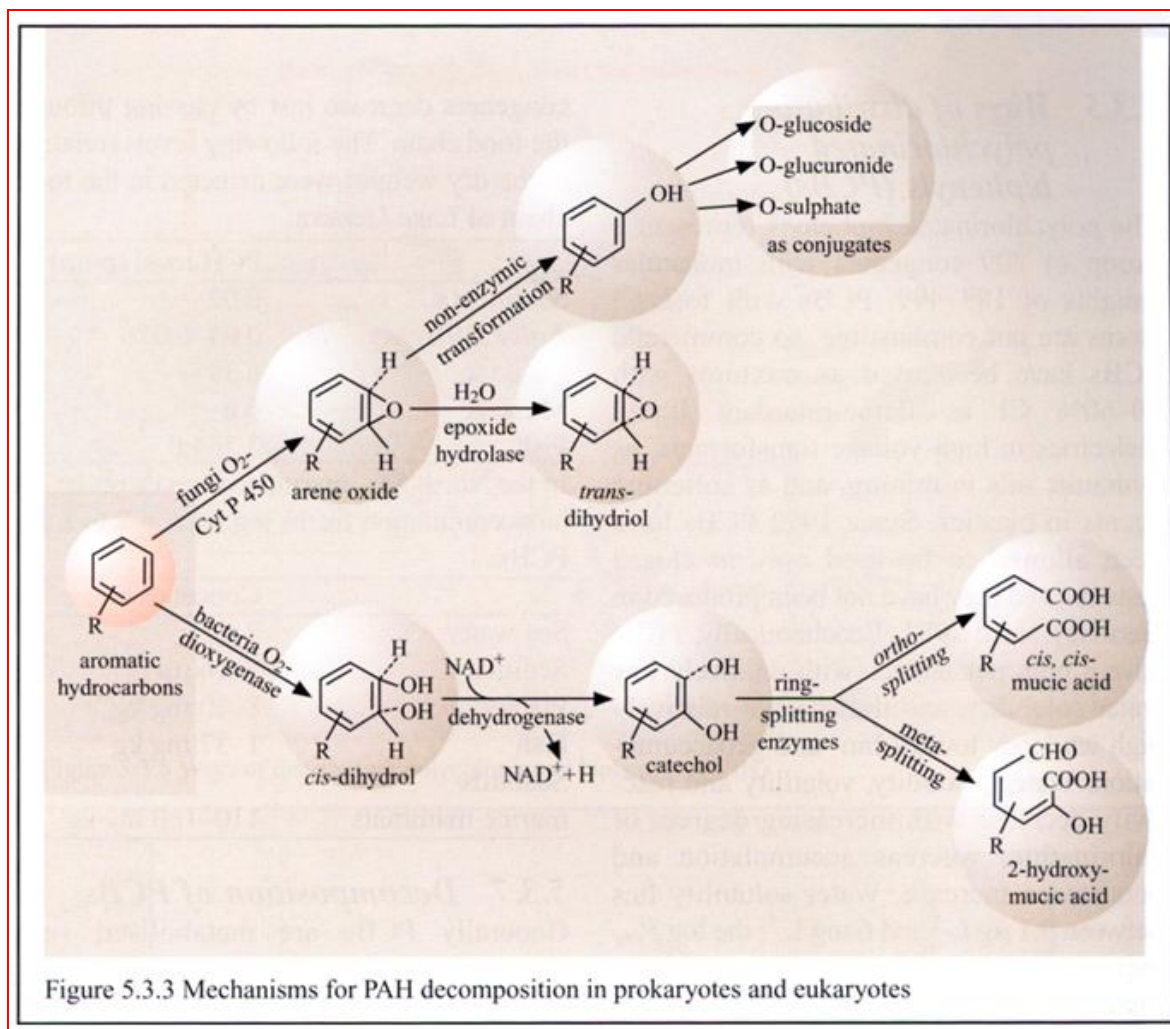 O-glucoside
O-glucuronide
O-sulphate
as conjugates
OH
R
non-enzymic
transformation
H
O
H
R
arene oxide
H₂O
epoxide
hydrolase
H
O
H
R
trans-
dihydriol
fungi O₂-
Cyt P 450
R
aromatic
hydrocarbons
bacteria O₂-
dioxygenase
H
OH
OH
H
R
cis-dihydrol
NAD⁺
dehydrogenase
NAD⁺+H
OH
OH
R
catechol
ring-
splitting
enzymes
ortho-
splitting
COOH
COOH
R
cis, cis-
mucic acid
meta-
splitting
CHO
COOH
OH
R
2-hydroxy-
mucic acid
Figure 5.3.3 Mechanisms for PAH decomposition in prokaryotes and eukaryotes